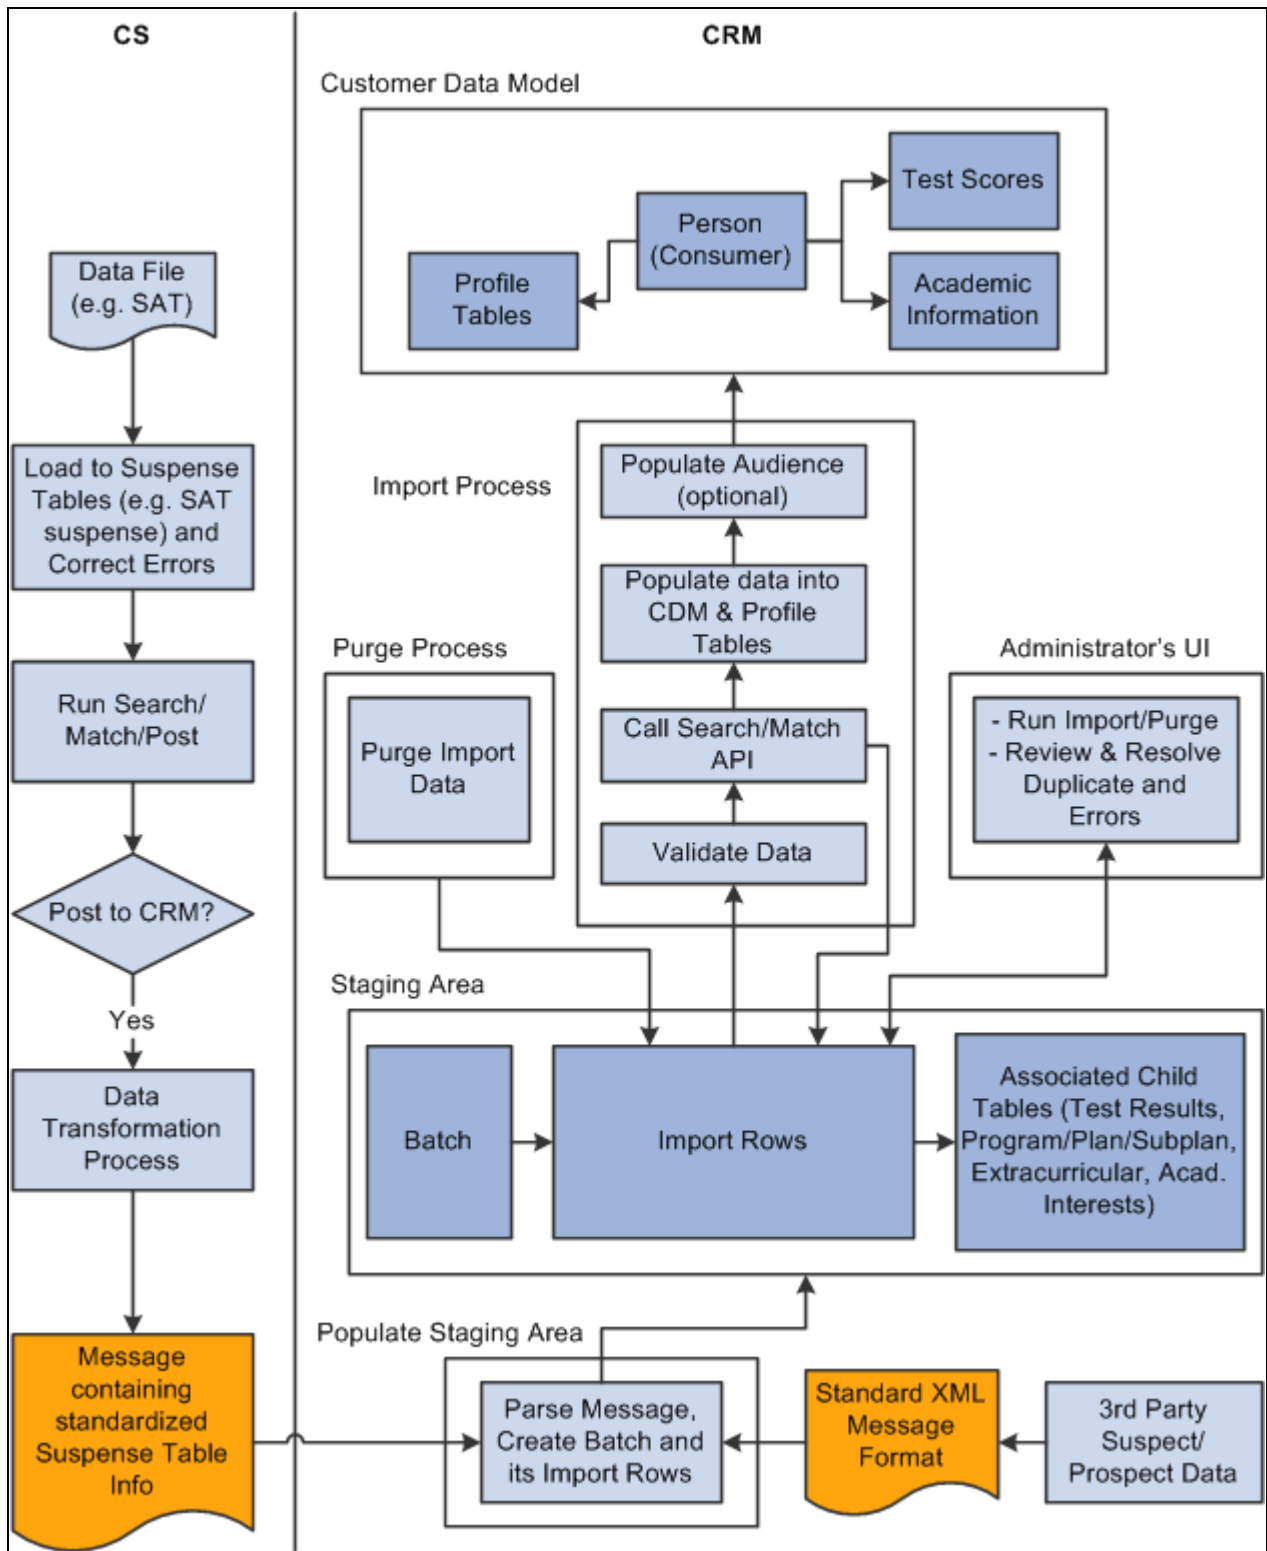 CS
Data File
(e.g. SAT)
Load to Suspense
Tables (e.g. SAT
suspense) and
Correct Errors
Run Search/
Match/Post
Post to CRM?
Yes
Data
Transformation
Process
Message
containing
standardized
Suspense Table
Info
CRM
Customer Data Model
Test Scores
Person
(Consumer)
Profile
Tables
Academic
Information
Import Process
Populate Audience
(optional)
Populate data into
CDM & Profile
Tables
Call Search/Match
API
Validate Data
Purge Process
Purge Import
Data
Administrator's UI
- Run Import/Purge
- Review & Resolve
Duplicate and
Errors
Staging Area
Batch
Import Rows
Associated Child
Tables (Test Results,
Program/Plan/Subplan,
Extracurricular, Acad.
Interests)
Populate Staging Area
Parse Message,
Create Batch and
its Import Rows
Standard XML
Message
Format
3rd Party
Suspect/
Prospect Data